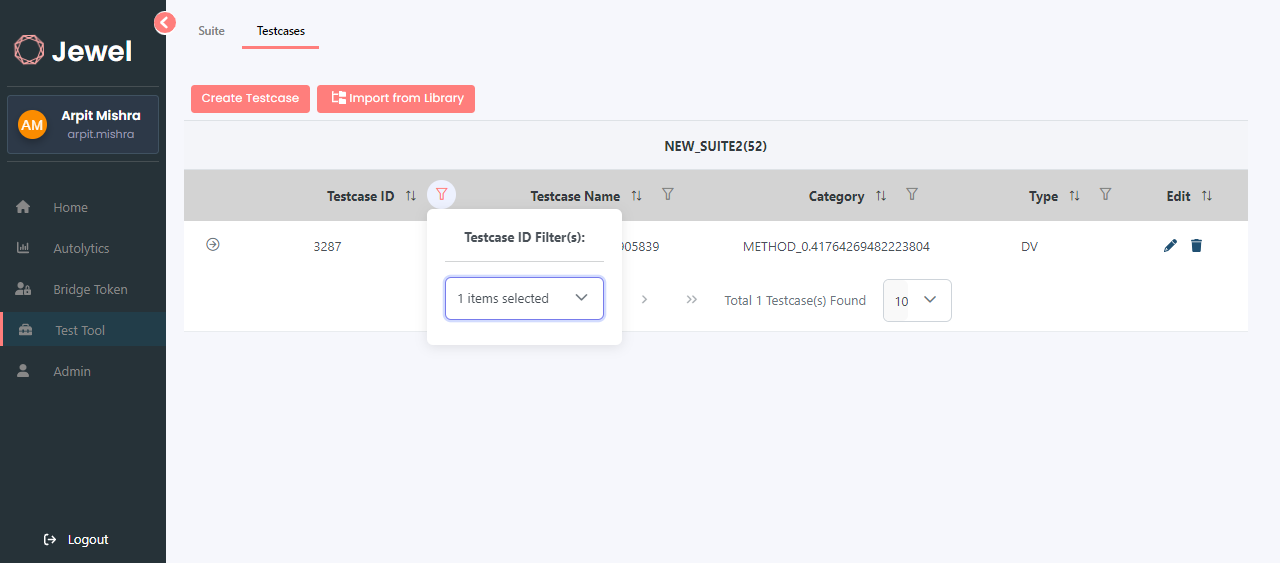 Jewel
AM
Arpit Mishra
arpit.mishra
Home
Autolytics
Bridge Token
Test Tool
Admin
Logout
Suite Testcases
Create Testcase Import from Library
NEW_SUITE2(52)
Testcase ID Testcase Name Category Type Edit
3287 905839 METHOD_0.41764269482223804 DV
Testcase ID Filter(s):
1 items selected
Total 1 Testcase(s) Found 10